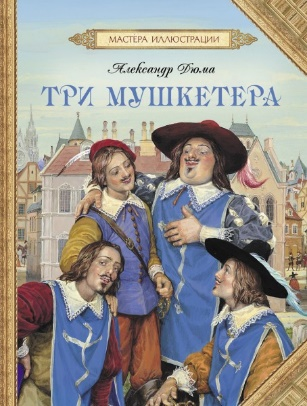 МАСТЕРА ИЛЛЮСТРАЦИИ
Александр Дюма
ТРИ МУШКЕТЕРА